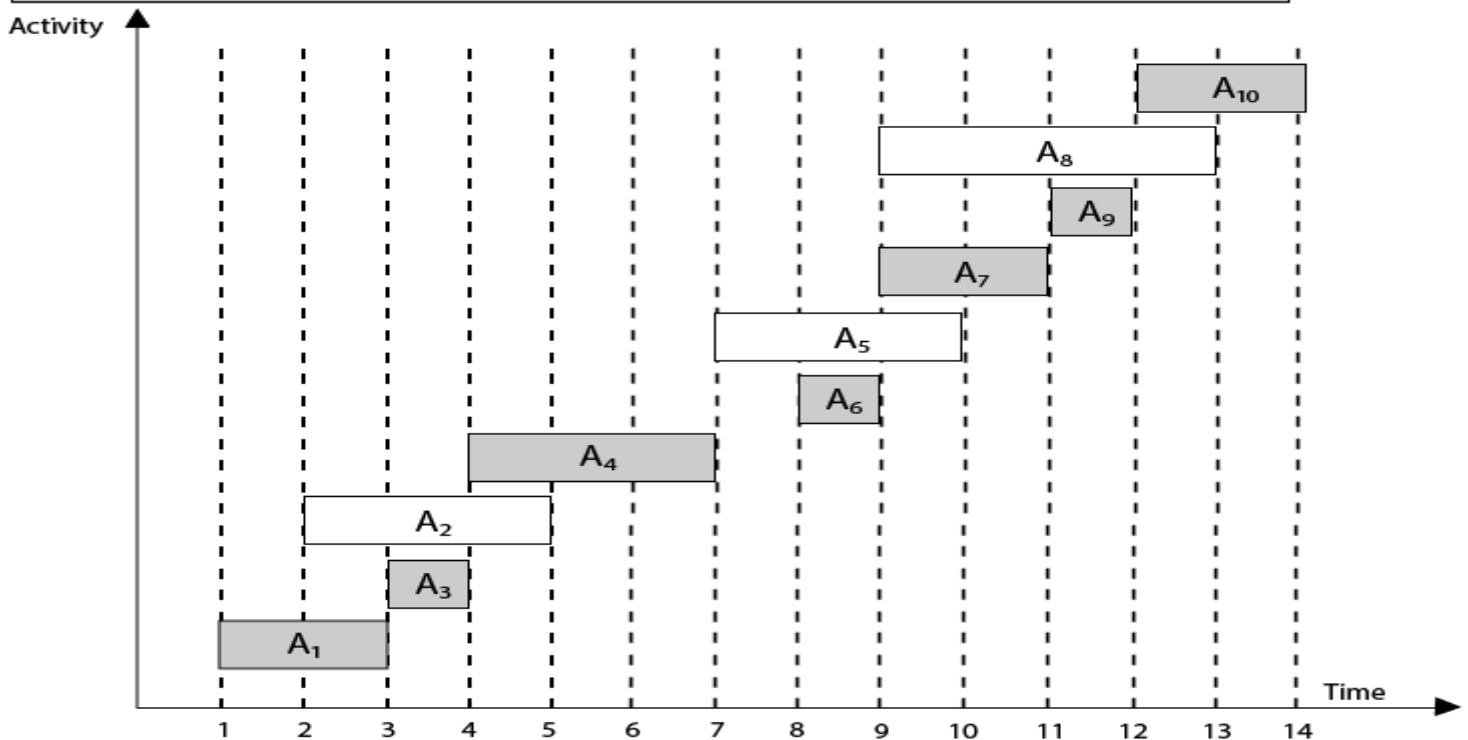 Activity
A₁₀
A₈
A₉
A₇
A₅
A₆
A₄
A₂
A₃
A₁
Time
1 2 3 4 5 6 7 8 9 10 11 12 13 14